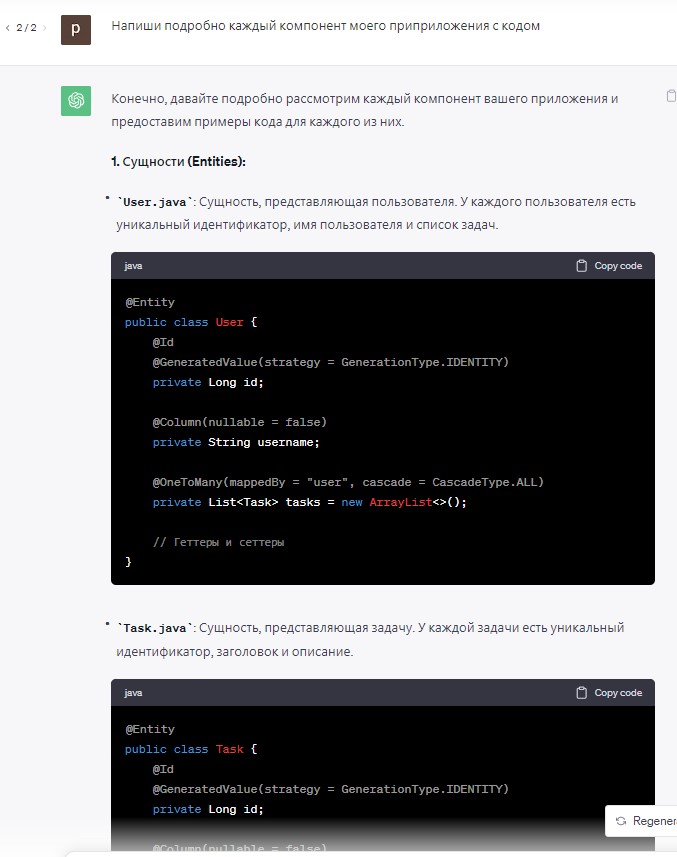 2 / 2
p
Напиши подробно каждый компонент моего приприложения с кодом
Конечно, давайте подробно рассмотрим каждый компонент вашего приложения и
предоставим примеры кода для каждого из них.
1. Сущности (Entities):
• `User.java`: Сущность, представляющая пользователя. У каждого пользователя есть
уникальный идентификатор, имя пользователя и список задач.
java
Copy code
@Entity
public class User {
@Id
@GeneratedValue(strategy = GenerationType.IDENTITY)
private Long id;
@Column(nullable = false)
private String username;
@OneToMany(mappedBy = "user", cascade = CascadeType.ALL)
private List<Task> tasks = new ArrayList<>();
// Геттеры и сеттеры
}
• `Task.java`: Сущность, представляющая задачу. У каждой задачи есть уникальный
идентификатор, заголовок и описание.
java
Copy code
@Entity
public class Task {
@Id
@GeneratedValue(strategy = GenerationType.IDENTITY)
private Long id;
Regener
@Column(nullable = false)